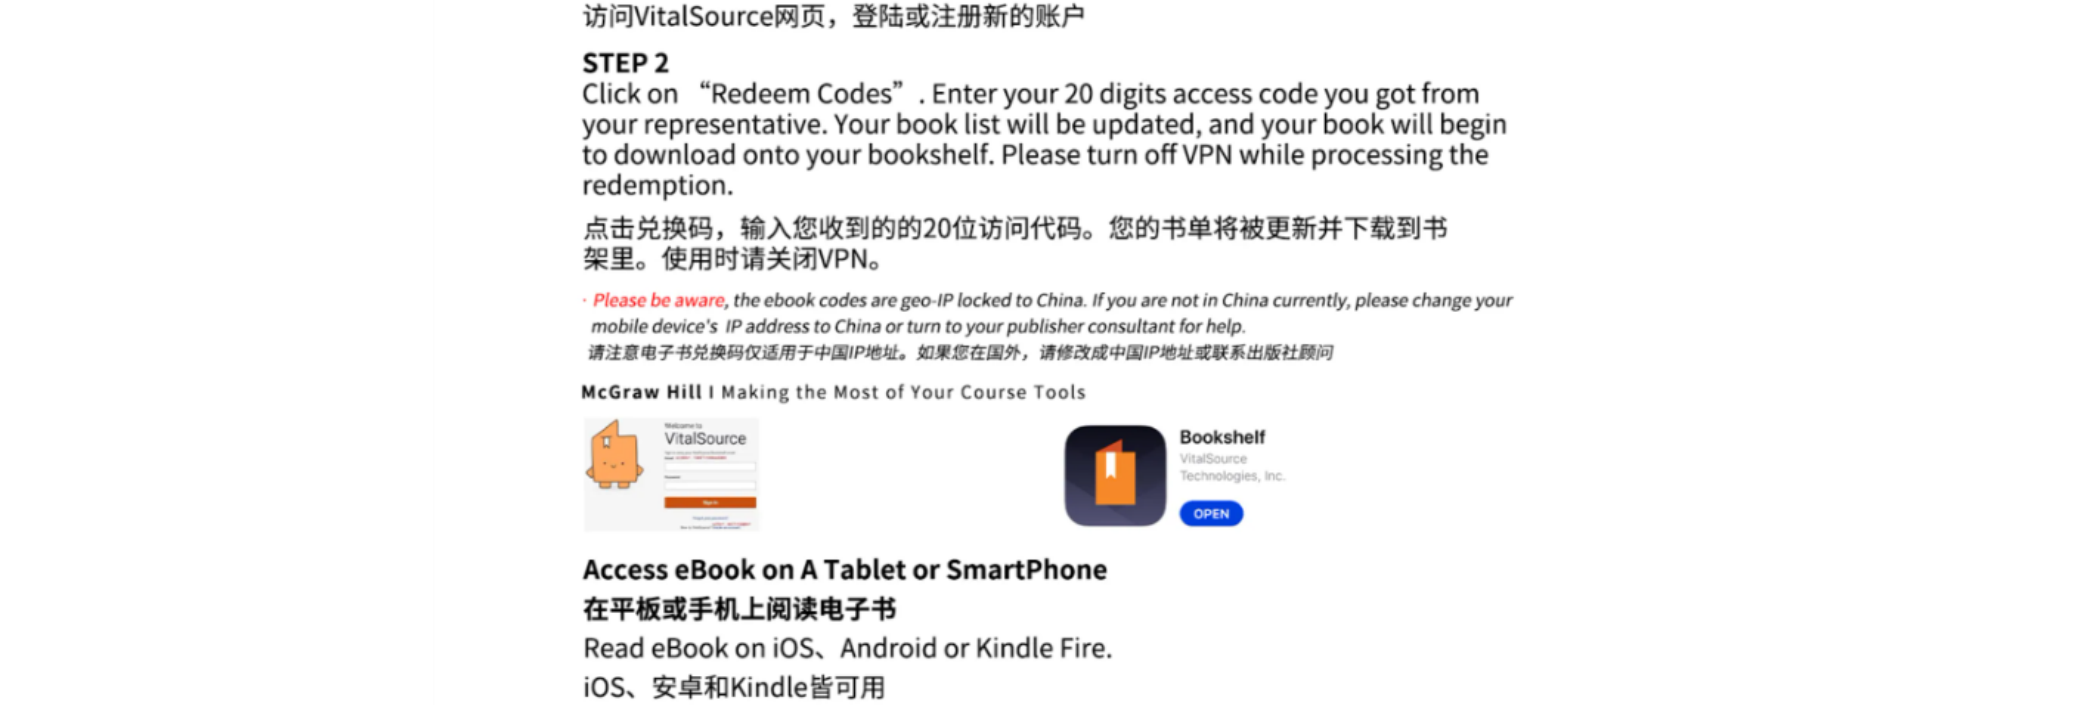 访问VitalSource网页，登陆或注册新的账户
STEP 2
Click on “Redeem Codes”. Enter your 20 digits access code you got from
your representative. Your book list will be updated, and your book will begin
to download onto your bookshelf. Please turn off VPN while processing the
redemption.
点击兑换码，输入您收到的的20位访问代码。您的书单将被更新并下载到书
架里。使用时请关闭VPN。
· Please be aware, the ebook codes are geo-IP locked to China. If you are not in China currently, please change your
mobile device's IP address to China or turn to your publisher consultant for help.
请注意电子书兑换码仅适用于中国IP地址。如果您在国外，请修改成中国IP地址或联系出版社顾问
McGraw Hill I Making the Most of Your Course Tools
Welcome to
VitalSource
Bookshelf
VitalSource
Technologies, Inc.
OPEN
Access eBook on A Tablet or SmartPhone
在平板或手机上阅读电子书
Read eBook on iOS、Android or Kindle Fire.
iOS、安卓和Kindle皆可用